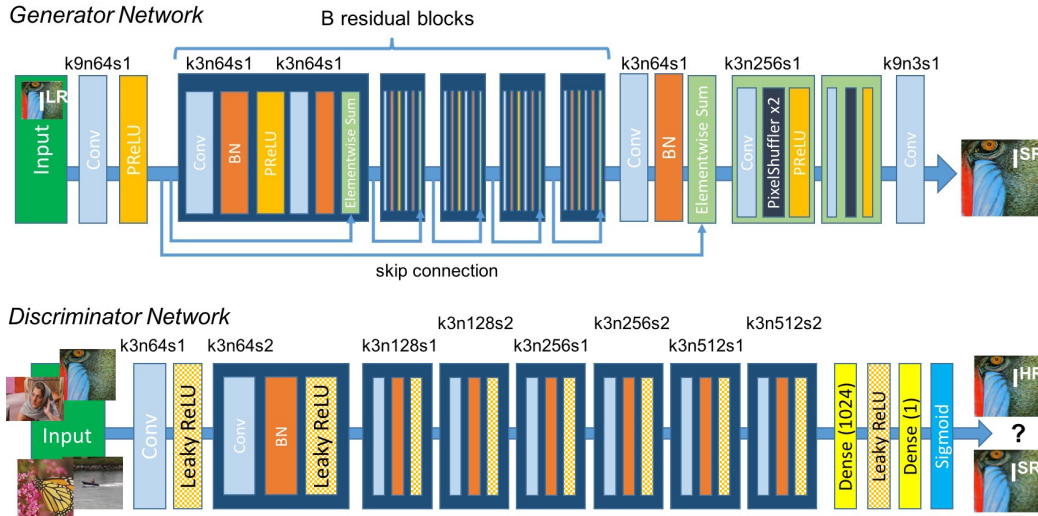 Generator Network
B residual blocks
k9n64s1
k3n64s1
k3n64s1
k3n64s1
k3n256s1
k9n3s1
Input
I^LR
Conv
PReLU
Conv
BN
PReLU
Elementwise Sum
Conv
BN
Elementwise Sum
Conv
PixelShuffler x2
PReLU
Conv
I^SR
skip connection
Discriminator Network
k3n128s2
k3n256s2
k3n512s2
k3n64s1
k3n64s2
k3n128s1
k3n256s1
k3n512s1
Input
Conv
Leaky ReLU
Conv
BN
Leaky ReLU
Dense (1024)
Leaky ReLU
Dense (1)
Sigmoid
I^HR
?
I^SR